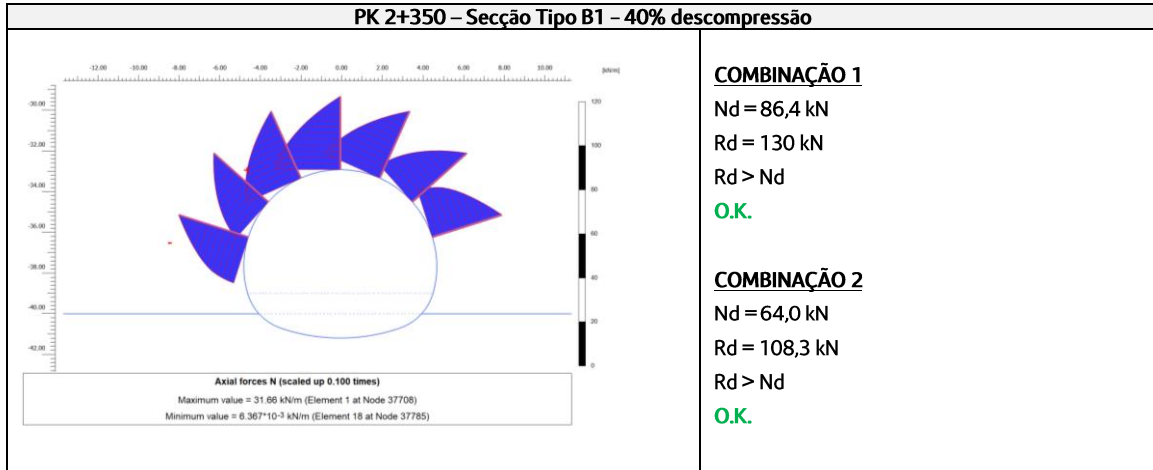 PK 2+350 – Secção Tipo B1 – 40% descompressão
-12.00 -10.00 -8.00 -6.00 -4.00 -2.00 0.00 2.00 4.00 6.00 8.00 10.00
[kN/m]
-30.00
-32.00
-34.00
-36.00
-38.00
-40.00
-42.00
120
100
80
60
40
20
0
Axial forces N (scaled up 0.100 times)
Maximum value = 31.66 kN/m (Element 1 at Node 37708)
Minimum value = 6.367*10-3 kN/m (Element 18 at Node 37785)
COMBINAÇÃO 1
Nd = 86,4 kN
Rd = 130 kN
Rd > Nd
O.K.
COMBINAÇÃO 2
Nd = 64,0 kN
Rd = 108,3 kN
Rd > Nd
O.K.